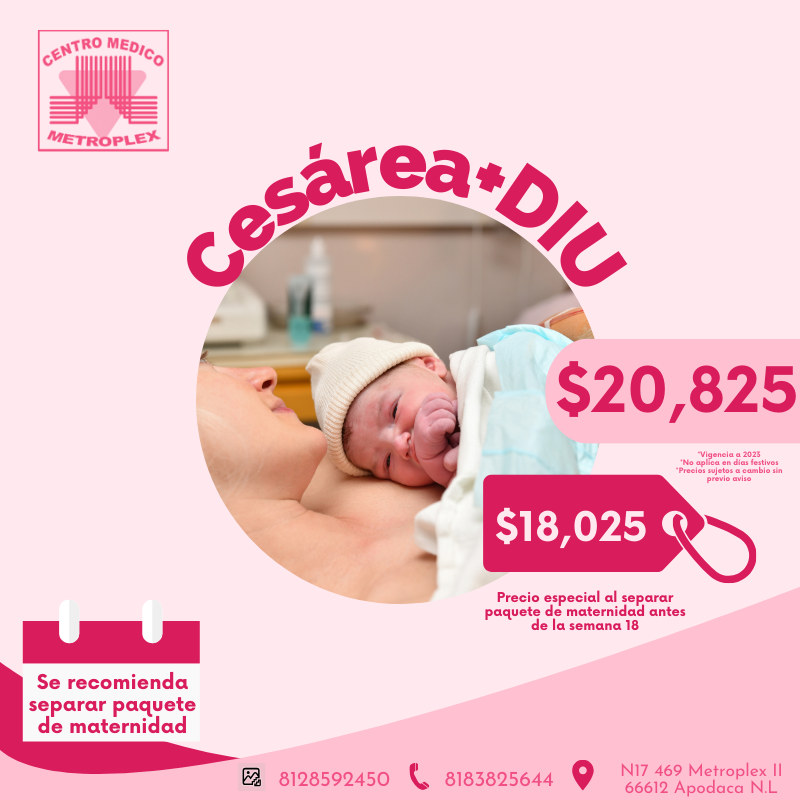 CENTRO MEDICO
METROPLEX
Cesárea+DIU
$20,825
*Vigencia a 2023
*No aplica en días festivos
*Precios sujetos a cambio sin
previo aviso
$18,025
Precio especial al separar
paquete de maternidad antes
de la semana 18
Se recomienda
separar paquete
de maternidad
8128592450
8183825644
N17 469 Metroplex II
66612 Apodaca N.L